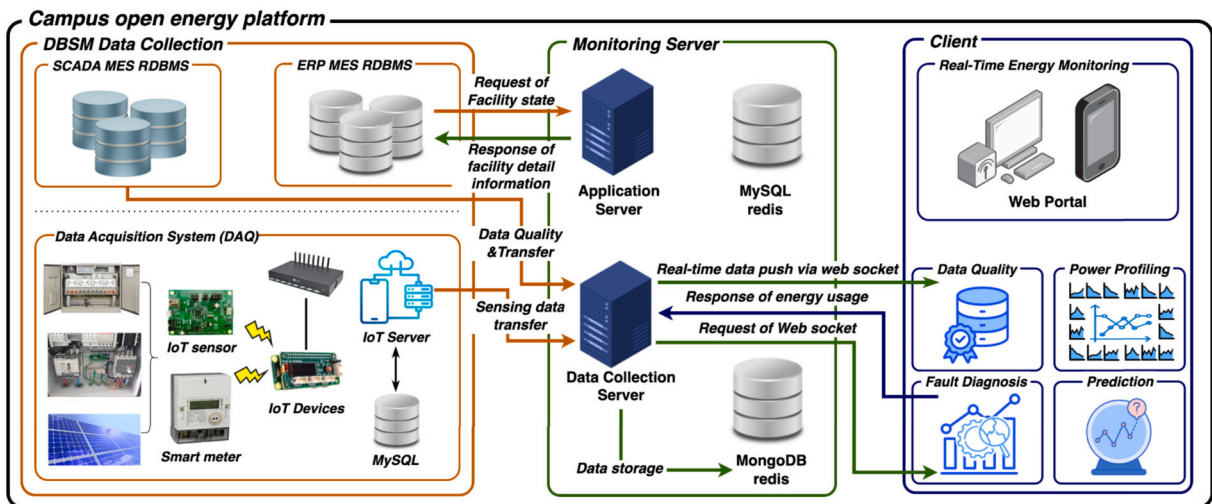 Campus open energy platform
DBSM Data Collection
SCADA MES RDBMS
ERP MES RDBMS
Request of
Facility state
Response of
facility detail
information
Monitoring Server
Application
Server
MySQL
redis
Client
Real-Time Energy Monitoring
Web Portal
Data Acquisition System (DAQ)
IoT sensor
Smart meter
IoT Devices
IoT Server
MySQL
Data Quality
&Transfer
Sensing data
transfer
Data Collection
Server
Data storage
MongoDB
redis
Real-time data push via web socket
Response of energy usage
Request of Web socket
Data Quality
Power Profiling
Fault Diagnosis
Prediction
?